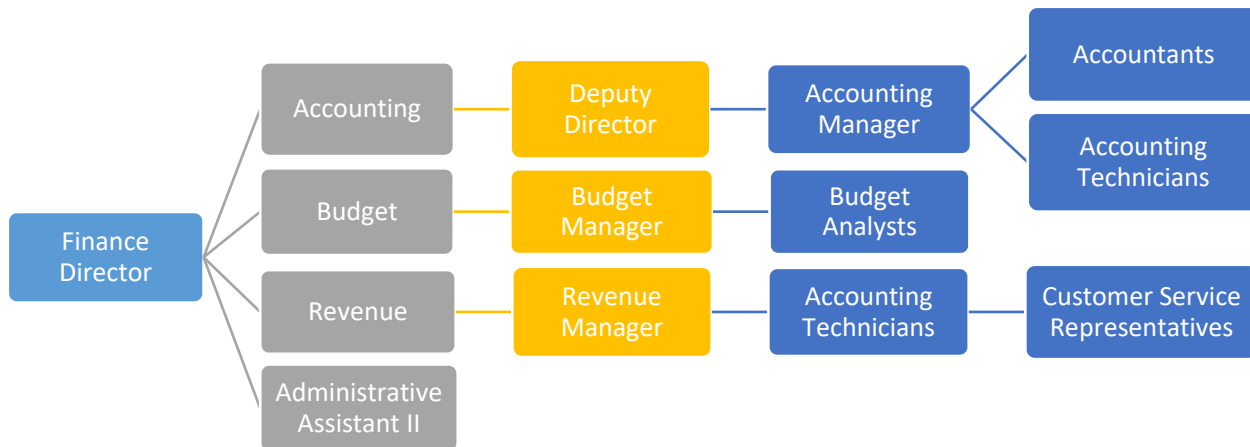 Finance
Director
Accounting
Deputy
Director
Accounting
Manager
Accountants
Accounting
Technicians
Budget
Budget
Manager
Budget
Analysts
Revenue
Revenue
Manager
Accounting
Technicians
Customer Service
Representatives
Administrative
Assistant II